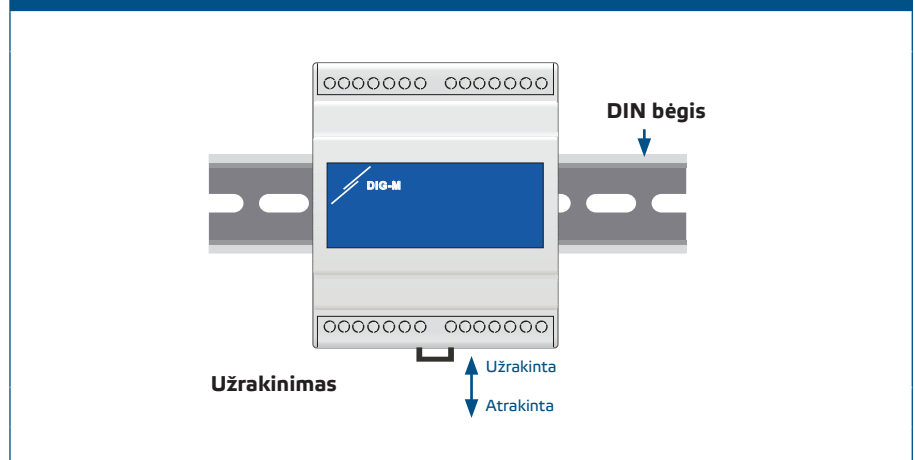 DIN bėgis
DIG-M
Užrakinta
Užrakinimas
Atrakinta